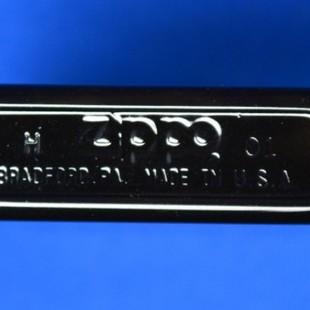 H zippo 01
BRADFORD.PA. MADE IN U.S.A.